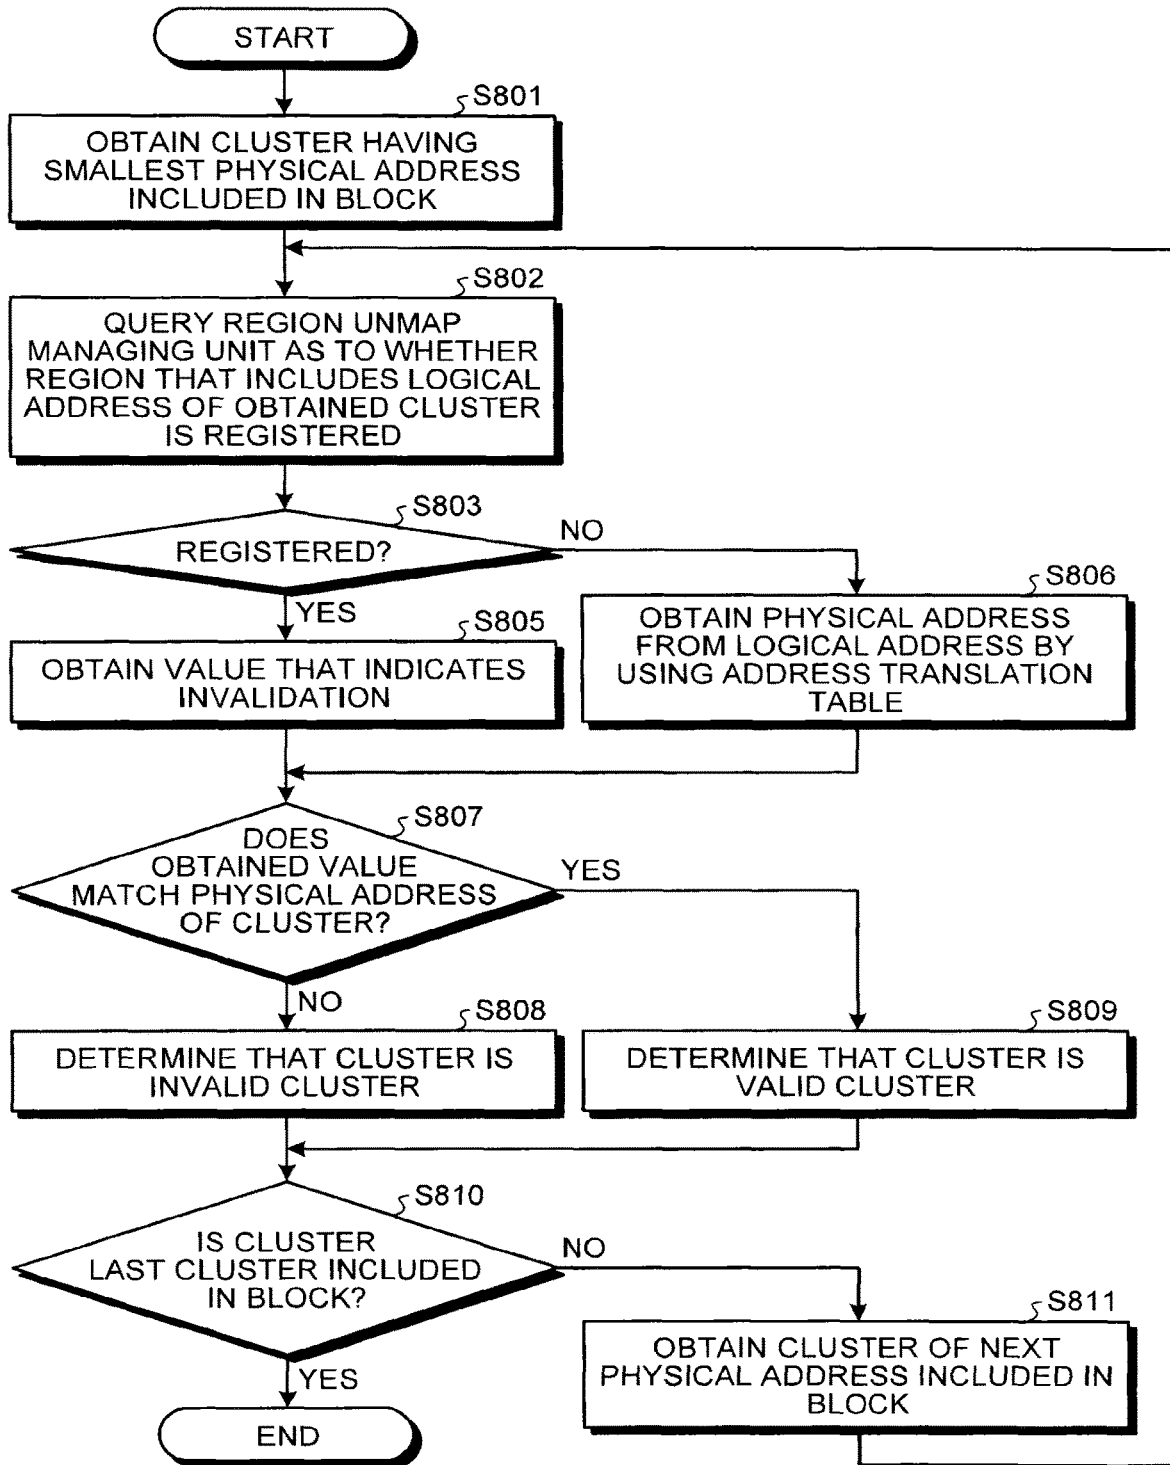 START
S801
OBTAIN CLUSTER HAVING
SMALLEST PHYSICAL ADDRESS
INCLUDED IN BLOCK
S802
QUERY REGION UNMAP
MANAGING UNIT AS TO WHETHER
REGION THAT INCLUDES LOGICAL
ADDRESS OF OBTAINED CLUSTER
IS REGISTERED
S803
REGISTERED?
NO
YES
S805
OBTAIN VALUE THAT INDICATES
INVALIDATION
S806
OBTAIN PHYSICAL ADDRESS
FROM LOGICAL ADDRESS BY
USING ADDRESS TRANSLATION
TABLE
S807
DOES
OBTAINED VALUE
MATCH PHYSICAL ADDRESS
OF CLUSTER?
YES
NO
S808
DETERMINE THAT CLUSTER IS
INVALID CLUSTER
S809
DETERMINE THAT CLUSTER IS
VALID CLUSTER
S810
IS CLUSTER
LAST CLUSTER INCLUDED
IN BLOCK?
NO
YES
S811
OBTAIN CLUSTER OF NEXT
PHYSICAL ADDRESS INCLUDED IN
BLOCK
END